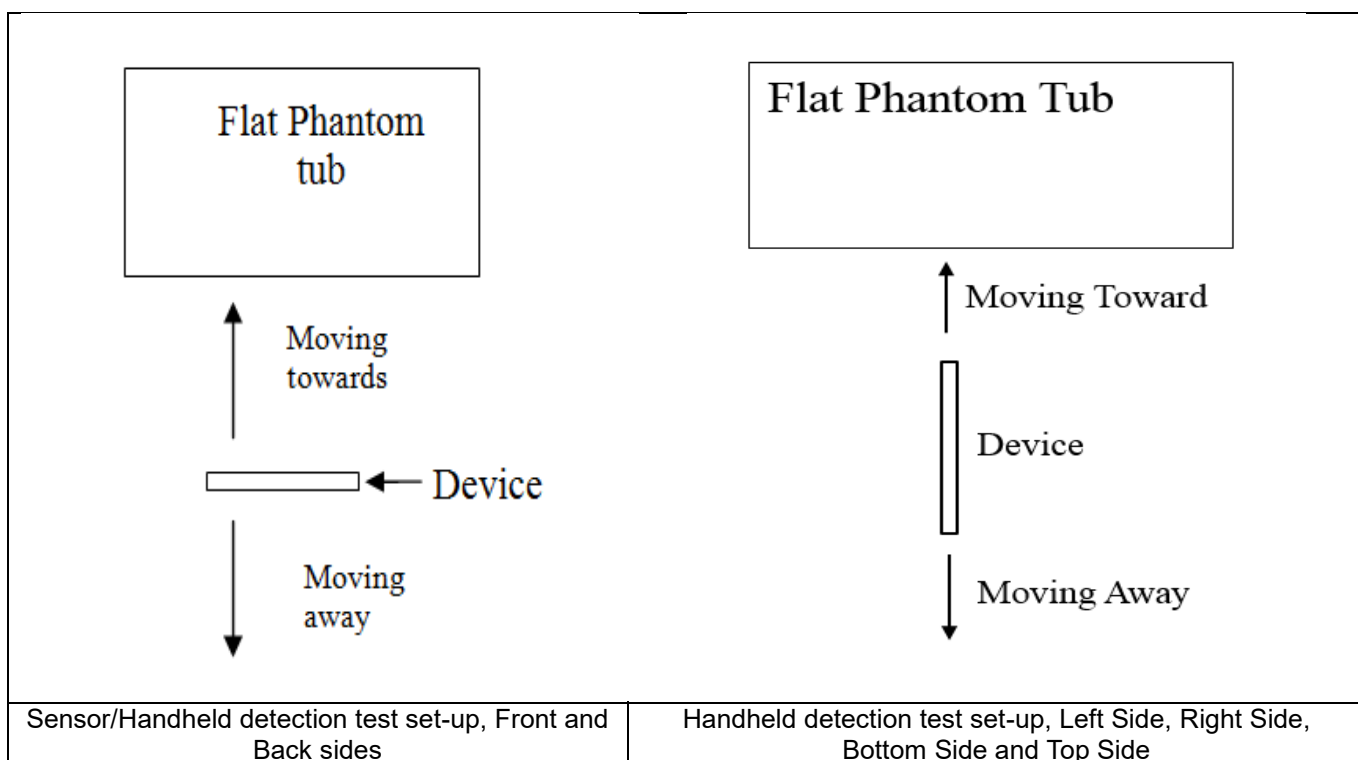 Flat Phantom
tub
Moving
towards
Device
Moving
away
Sensor/Handheld detection test set-up, Front and
Back sides
Flat Phantom Tub
Moving Toward
Device
Moving Away
Handheld detection test set-up, Left Side, Right Side,
Bottom Side and Top Side